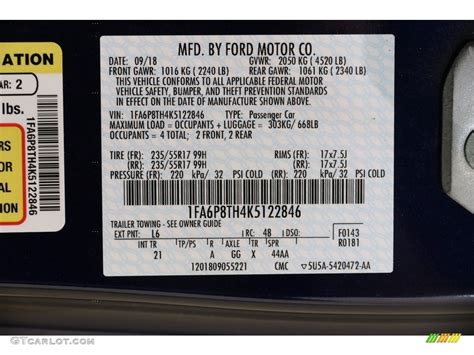 MFD. BY FORD MOTOR CO.
DATE: 09/18 GVWR: 2050 KG ( 4520 LB)
FRONT GAWR: 1016 KG ( 2240 LB) REAR GAWR: 1061 KG ( 2340 LB)
THIS VEHICLE CONFORMS TO ALL APPLICABLE FEDERAL MOTOR
VEHICLE SAFETY, BUMPER, AND THEFT PREVENTION STANDARDS
IN EFFECT ON THE DATE OF MANUFACTURE SHOWN ABOVE.
VIN: 1FA6P8TH4K5122846 TYPE: Passenger Car
MAXIMUM LOAD = OCCUPANTS + LUGGAGE = 303KG/ 668LB
OCCUPANTS = 4 TOTAL; 2 FRONT, 2 REAR
TIRE (FR): 235/55R17 99H RIMS (FR): 17x7.5J
(RR): 235/55R17 99H (RR): 17x7.5J
PRESSURE (FR): 220 kPa/ 32 PSI COLD (RR): 220 kPa/ 32 PSI COLD
1FA6P8TH4K5122846
TRAILER TOWING - SEE OWNER GUIDE
EXT PNT: L6 RC: 48 DSO: F0143
R0181
INT TR TP/PS R AXLE TR SPR
21 A GG X 44AA
1201809055221 CMC 5U5A-5420472-AA
ATION
AR: 2
lbs.
1FA6P8TH4K5122846
GTCARLOT.COM